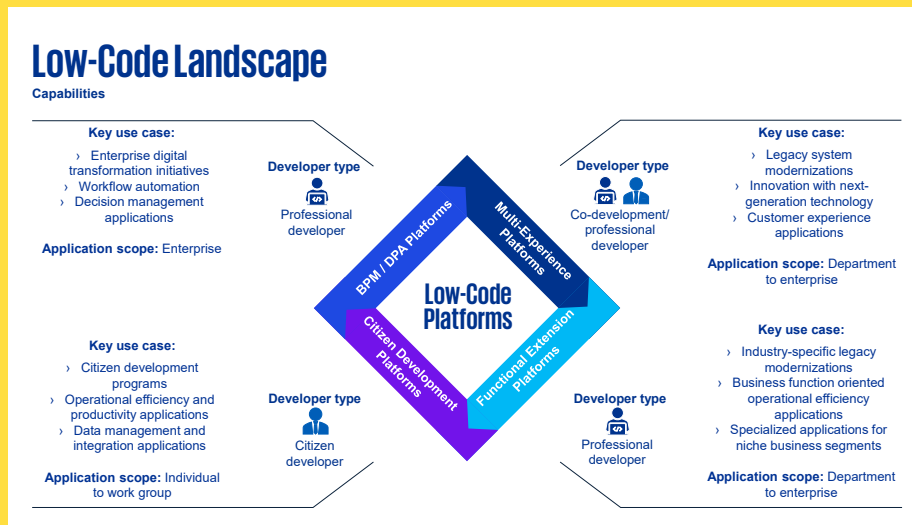 Low-Code Landscape
Capabilities
Key use case:
› Enterprise digital
transformation initiatives
› Workflow automation
› Decision management
applications
Application scope: Enterprise
Developer type
Professional
developer
BPM / DPA Platforms
Multi-Experience
Platforms
Developer type
Co-development/
professional
developer
Key use case:
› Legacy system
modernizations
› Innovation with next-
generation technology
› Customer experience
applications
Application scope: Department
to enterprise
Low-Code
Platforms
Key use case:
› Citizen development
programs
› Operational efficiency and
productivity applications
› Data management and
integration applications
Application scope: Individual
to work group
Developer type
Citizen
developer
Citizen Development
Platforms
Functional Extension
Platforms
Developer type
Professional
developer
Key use case:
› Industry-specific legacy
modernizations
› Business function oriented
operational efficiency
applications
› Specialized applications for
niche business segments
Application scope: Department
to enterprise